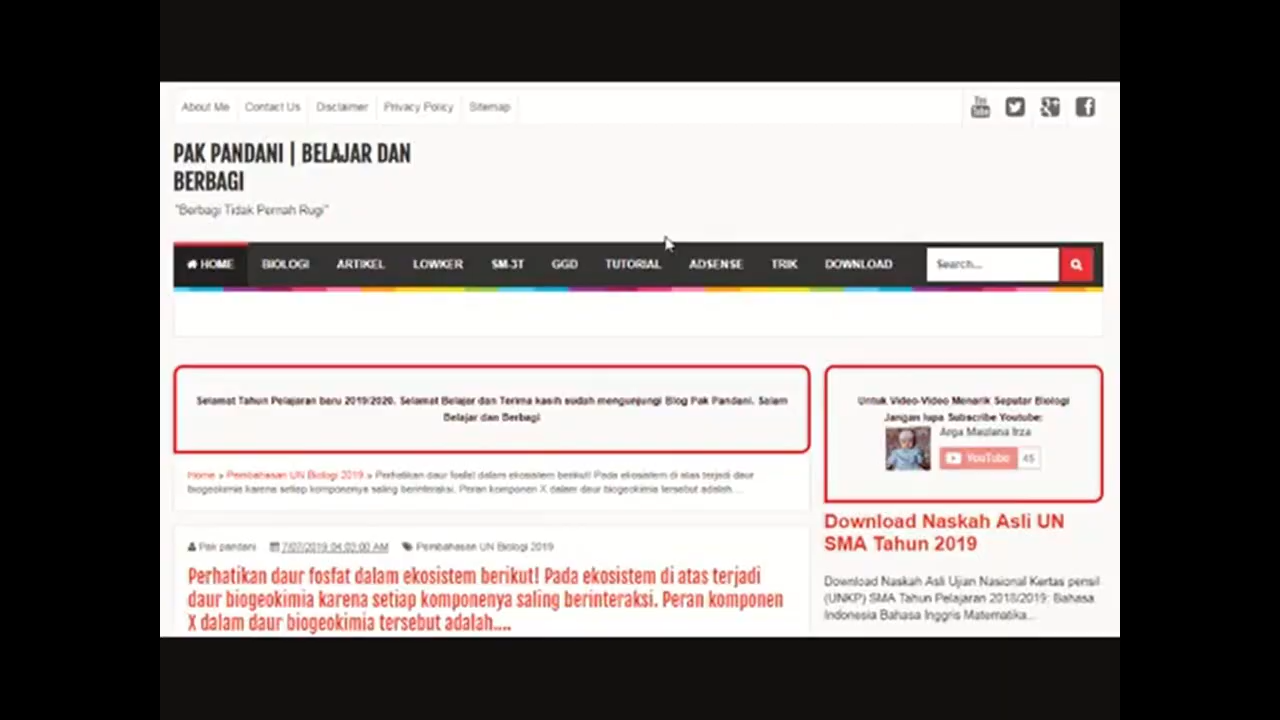 About Me Contact Us Disclaimer Privacy Policy Sitemap
You Tube
PAK PANDANI | BELAJAR DAN
BERBAGI
"Berbagi Tidak Pernah Rugi"
HOME BIOLOGI ARTIKEL LOWKER SM-3T GGD TUTORIAL ADSENSE TRIK DOWNLOAD Search...
Selamat Tahun Pelajaran baru 2019/2020. Selamat Belajar dan Terima kasih sudah mengunjungi Blog Pak Pandani. Salam
Belajar dan Berbagi
Untuk Video-Video Menarik Seputar Biologi
Jangan lupa Subscribe Youtube:
Arga Maulana Irza
YouTube 45
Home » Pembahasan UN Biologi 2019 » Perhatikan daur fosfat dalam ekosistem berikut! Pada ekosistem di atas terjadi daur
biogeokimia karena setiap komponenya saling berinteraksi. Peran komponen X dalam daur biogeokimia tersebut adalah....
Pak pandani 7/07/2019 04:03:00 AM Pembahasan UN Biologi 2019
Perhatikan daur fosfat dalam ekosistem berikut! Pada ekosistem di atas terjadi
daur biogeokimia karena setiap komponenya saling berinteraksi. Peran komponen
X dalam daur biogeokimia tersebut adalah....
Download Naskah Asli UN
SMA Tahun 2019
Download Naskah Asli Ujian Nasional Kertas pensil
(UNKP) SMA Tahun Pelajaran 2018/2019: Bahasa
Indonesia Bahasa Inggris Matematika...